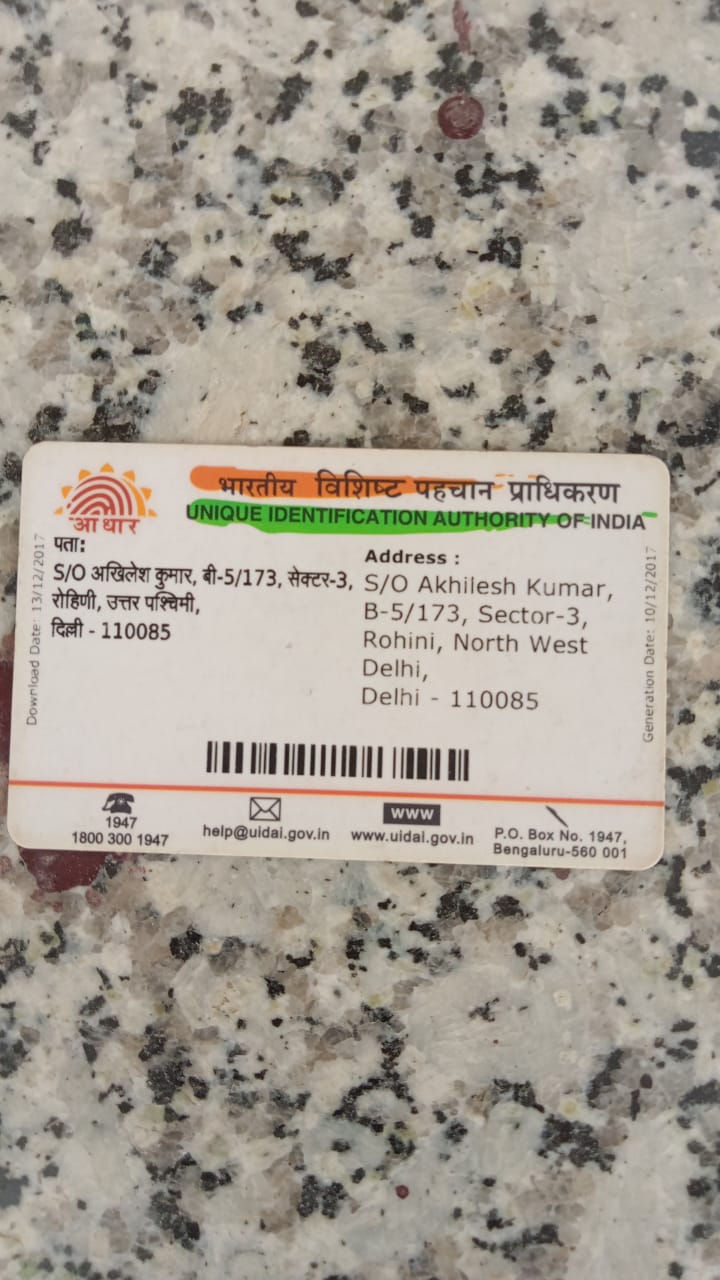 भारतीय विशिष्ट पहचान प्राधिकरण
UNIQUE IDENTIFICATION AUTHORITY OF INDIA
आधार
पता:
S/O अखिलेश कुमार, बी-5/173, सेक्टर-3,
रोहिणी, उत्तर पश्चिमी,
दिल्ली - 110085
Address :
S/O Akhilesh Kumar,
B-5/173, Sector-3,
Rohini, North West
Delhi,
Delhi - 110085
Download Date: 13/12/2017
Generation Date: 10/12/2017
1947
1800 300 1947
help@uidai.gov.in
www
www.uidai.gov.in
P.O. Box No. 1947,
Bengaluru-560 001